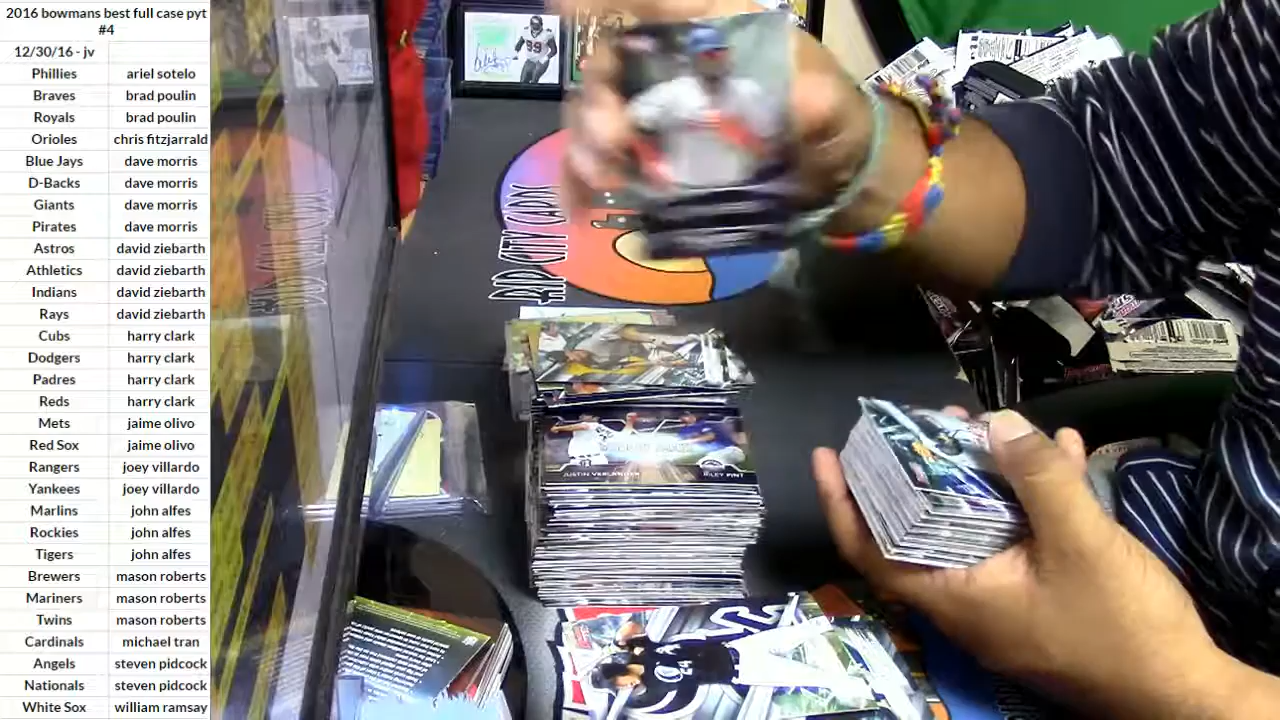 2016 bowmans best full case pyt
#4
12/30/16 - jv
Phillies ariel sotelo
Braves brad poulin
Royals brad poulin
Orioles chris fitzjarrald
Blue Jays dave morris
D-Backs dave morris
Giants dave morris
Pirates dave morris
Astros david ziebarth
Athletics david ziebarth
Indians david ziebarth
Rays david ziebarth
Cubs harry clark
Dodgers harry clark
Padres harry clark
Reds harry clark
Mets jaime olivo
Red Sox jaime olivo
Rangers joey villardo
Yankees joey villardo
Marlins john alfes
Rockies john alfes
Tigers john alfes
Brewers mason roberts
Mariners mason roberts
Twins mason roberts
Cardinals michael tran
Angels steven pidcock
Nationals steven pidcock
White Sox william ramsay
99
RIP CITY CARDS
JUSTIN VERLANDER RILEY PINT
24